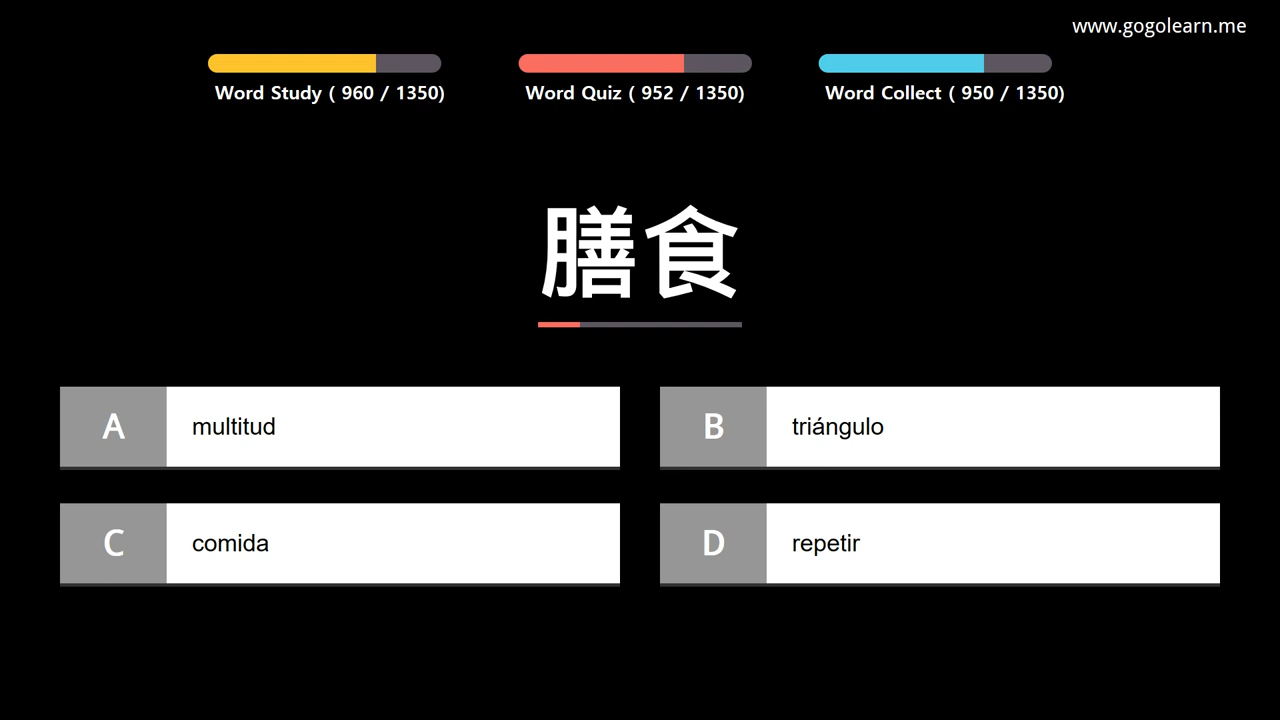 www.gogolearn.me
Word Study ( 960 / 1350)
Word Quiz ( 952 / 1350)
Word Collect ( 950 / 1350)
膳食
A multitud
B triángulo
C comida
D repetir